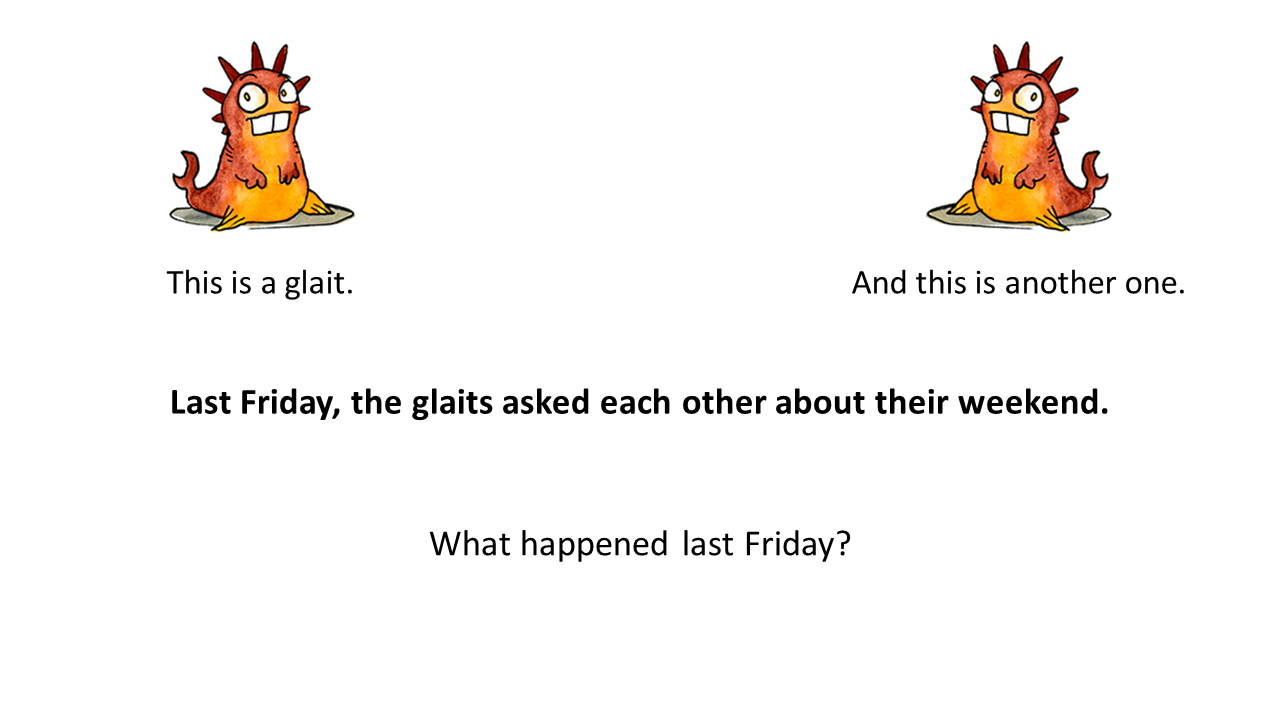 This is a glait.
And this is another one.
Last Friday, the glaits asked each other about their weekend.
What happened last Friday?